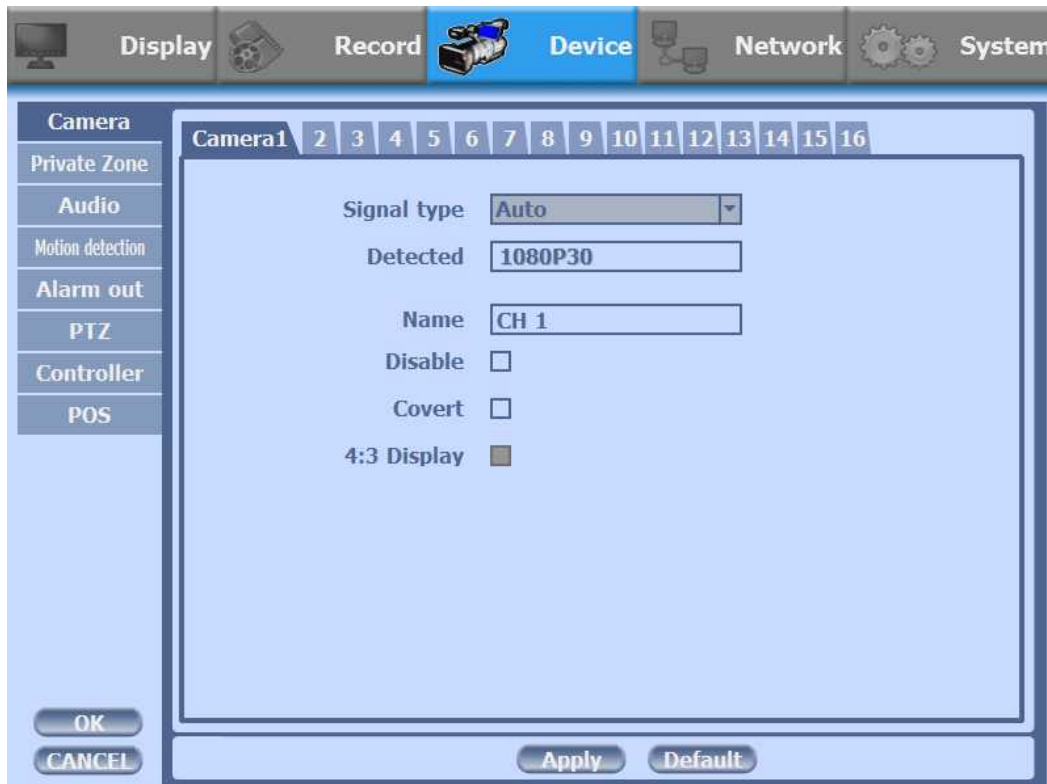 Display Record Device Network System
Camera
Private Zone
Audio
Motion detection
Alarm out
PTZ
Controller
POS
Camera1 2 3 4 5 6 7 8 9 10 11 12 13 14 15 16
Signal type Auto
Detected 1080P30
Name CH 1
Disable
Covert
4:3 Display
OK
CANCEL
Apply Default